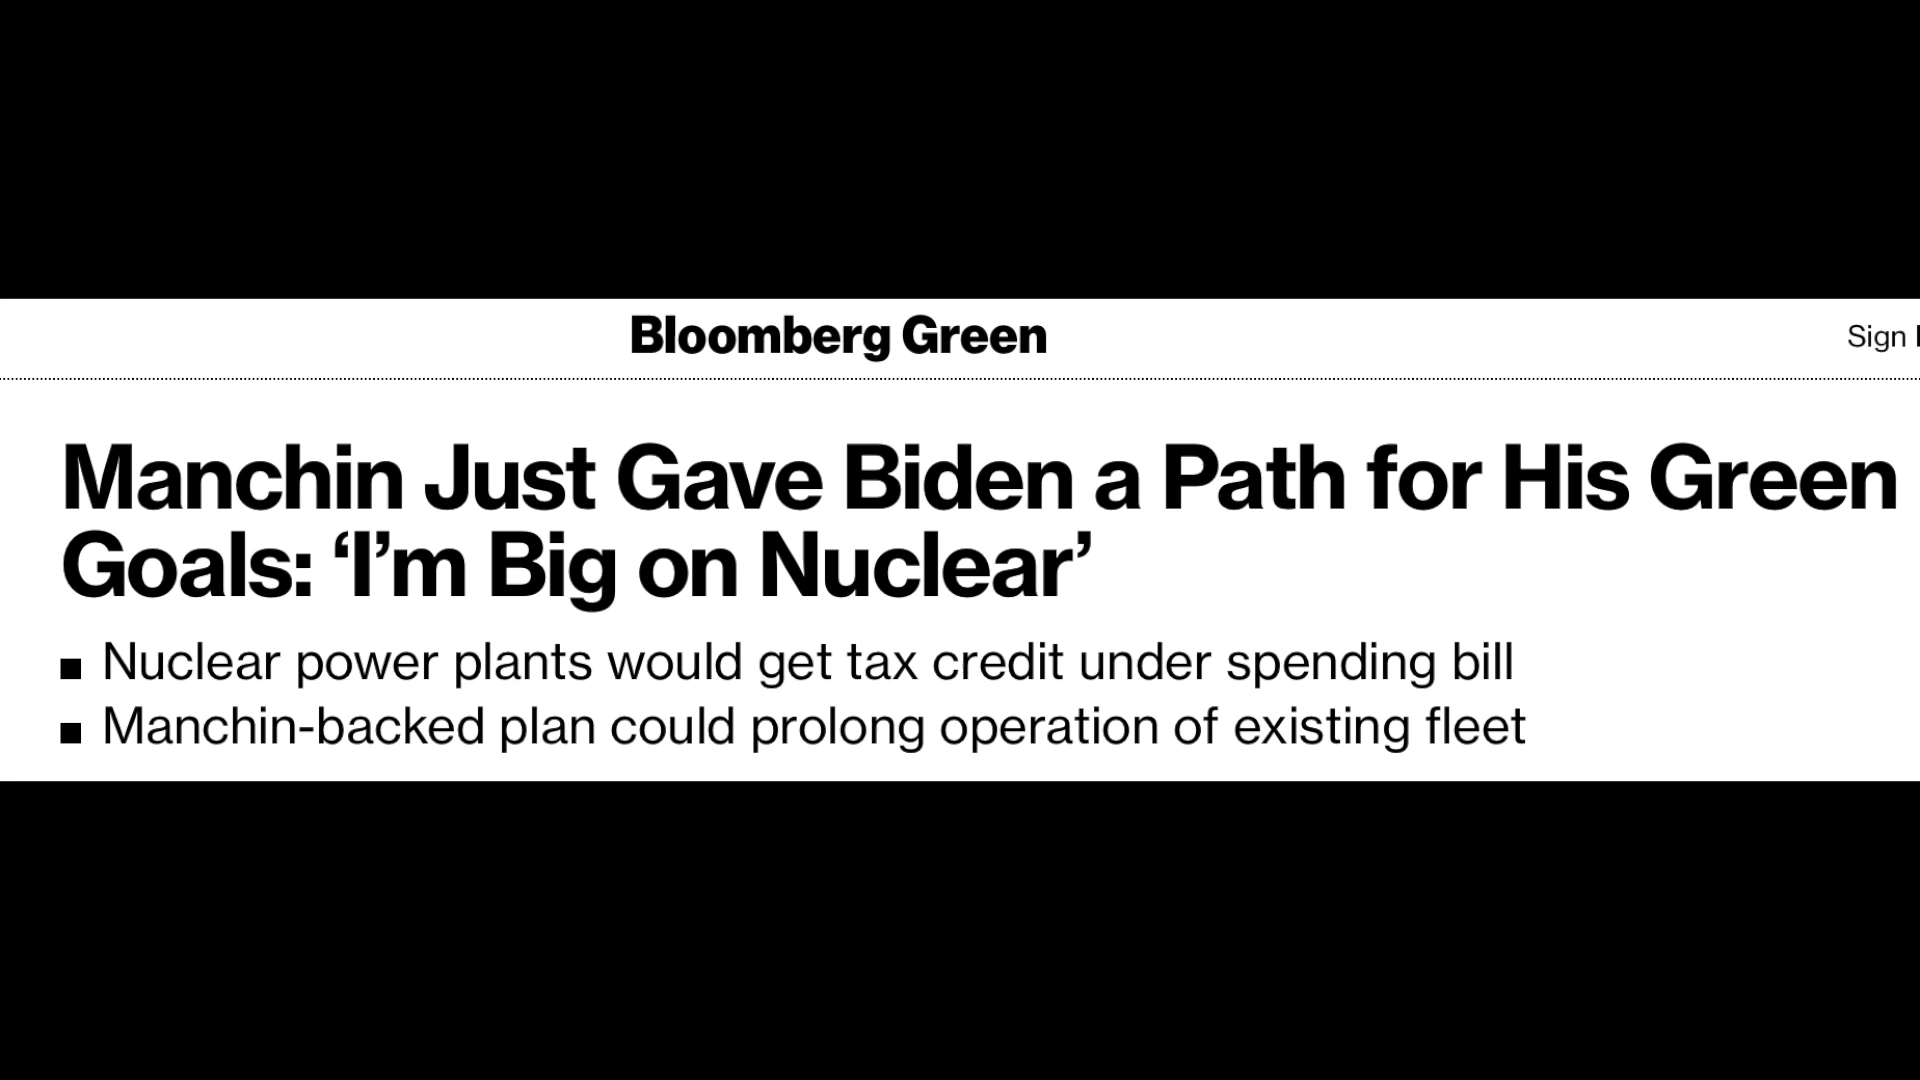 Bloomberg Green
Sign
Manchin Just Gave Biden a Path for His Green
Goals: ‘I’m Big on Nuclear’
▪ Nuclear power plants would get tax credit under spending bill
▪ Manchin-backed plan could prolong operation of existing fleet